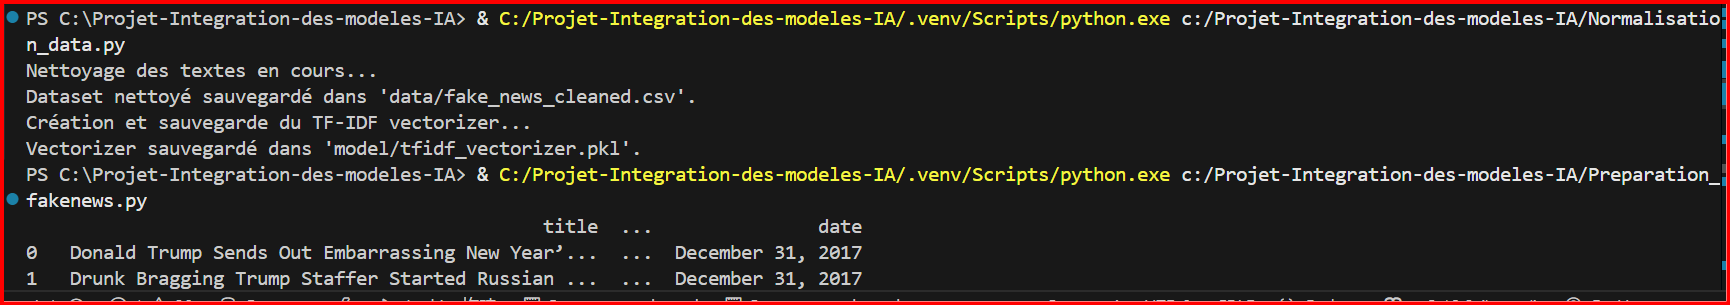 PS C:\Projet-Integration-des-modeles-IA> & C:/Projet-Integration-des-modeles-IA/.venv/Scripts/python.exe c:/Projet-Integration-des-modeles-IA/Normalisatio
n_data.py
Nettoyage des textes en cours...
Dataset nettoyé sauvegardé dans 'data/fake_news_cleaned.csv'.
Création et sauvegarde du TF-IDF vectorizer...
Vectorizer sauvegardé dans 'model/tfidf_vectorizer.pkl'.
PS C:\Projet-Integration-des-modeles-IA> & C:/Projet-Integration-des-modeles-IA/.venv/Scripts/python.exe c:/Projet-Integration-des-modeles-IA/Preparation_
fakenews.py
title ... date
0 Donald Trump Sends Out Embarrassing New Year’... ... December 31, 2017
1 Drunk Bragging Trump Staffer Started Russian ... ... December 31, 2017